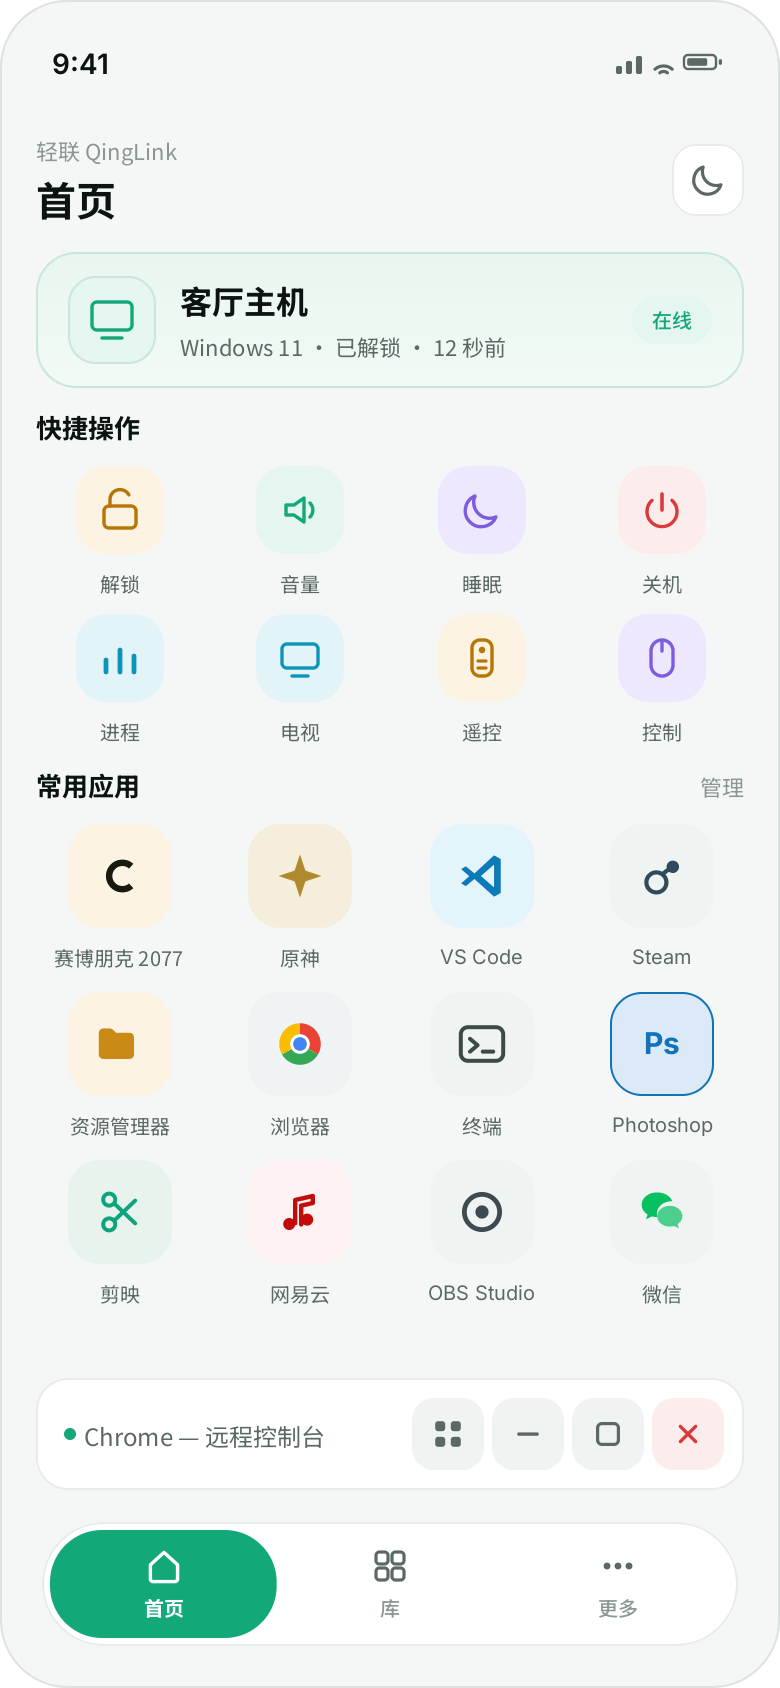 9:41
轻联 QingLink
首页
客厅主机
Windows 11 · 已解锁 · 12 秒前
在线
快捷操作
解锁 音量 睡眠 关机
进程 电视 遥控 控制
常用应用 管理
C
赛博朋克 2077 原神 VS Code Steam
Ps
资源管理器 浏览器 终端 Photoshop
剪映 网易云 OBS Studio 微信
Chrome — 远程控制台
首页 库 更多